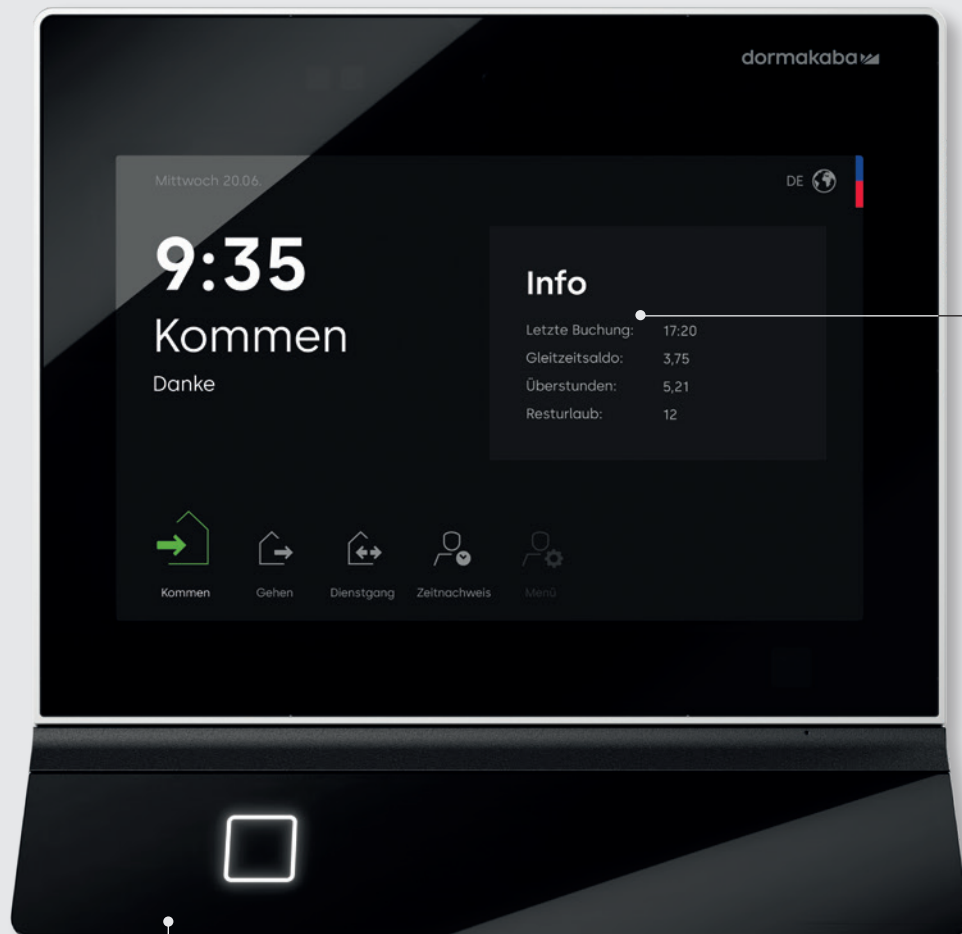 dormakaba
Mittwoch 20.06.
DE
9:35
Kommen
Danke
Info
Letzte Buchung: 17:20
Gleitzeitsaldo: 3,75
Überstunden: 5,21
Resturlaub: 12
Kommen
Gehen
Dienstgang
Zeitnachweis
Menü